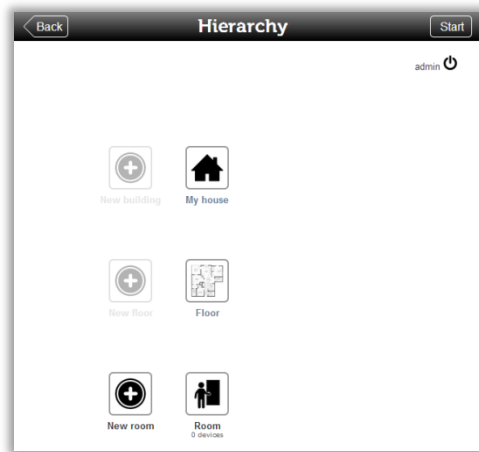 Back
Hierarchy
Start
admin
New building
My house
New floor
Floor
New room
Room
0 devices